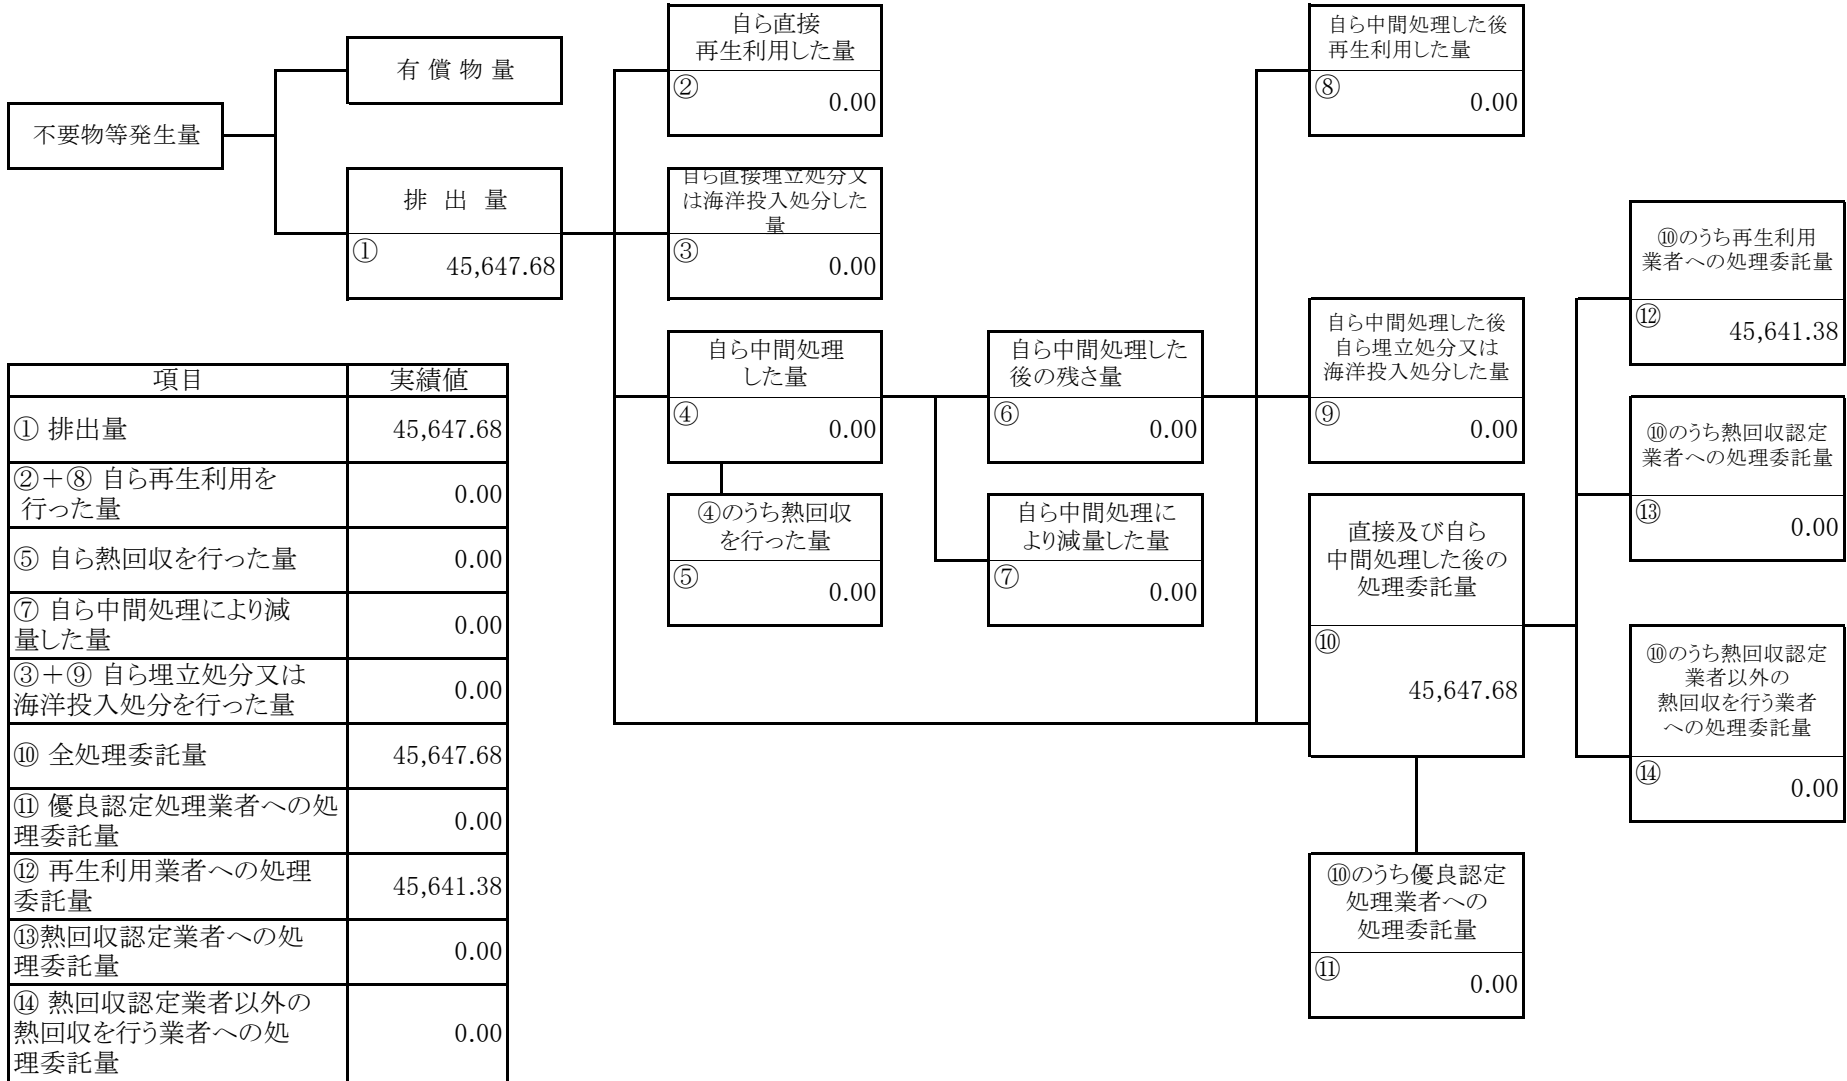 不要物等発生量
有 償 物 量
排 出 量
①
45,647.68
自ら直接
再生利用した量
②
0.00
自ら直接埋立処分又
は海洋投入処分した
量
③
0.00
自ら中間処理
した量
④
0.00
④のうち熱回収
を行った量
⑤
0.00
自ら中間処理した
後の残さ量
⑥
0.00
自ら中間処理に
より減量した量
⑦
0.00
自ら中間処理した後
再生利用した量
⑧
0.00
自ら中間処理した後
自ら埋立処分又は
海洋投入処分した量
⑨
0.00
直接及び自ら
中間処理した後の
処理委託量
⑩
45,647.68
⑩のうち優良認定
処理業者への
処理委託量
⑪
0.00
⑩のうち再生利用
業者への処理委託量
⑫
45,641.38
⑩のうち熱回収認定
業者への処理委託量
⑬
0.00
⑩のうち熱回収認定
業者以外の
熱回収を行う業者
への処理委託量
⑭
0.00
項目 実績値
① 排出量 45,647.68
②＋⑧ 自ら再生利用を
行った量 0.00
⑤ 自ら熱回収を行った量 0.00
⑦ 自ら中間処理により減
量した量 0.00
③＋⑨ 自ら埋立処分又は
海洋投入処分を行った量 0.00
⑩ 全処理委託量 45,647.68
⑪ 優良認定処理業者への処
理委託量 0.00
⑫ 再生利用業者への処理
委託量 45,641.38
⑬熱回収認定業者への処
理委託量 0.00
⑭ 熱回収認定業者以外の
熱回収を行う業者への処
理委託量 0.00